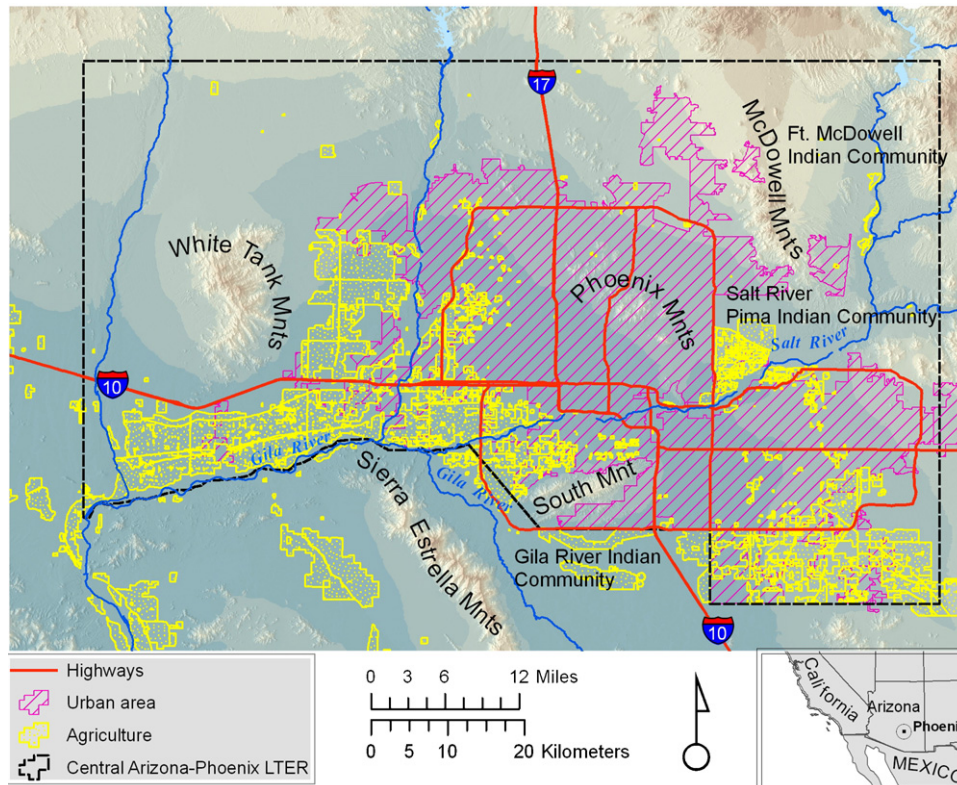 17
Ft. McDowell
Indian Community
McDowell Mnts
White Tank Mnts
Phoenix Mnts
Salt River
Pima Indian Community
Salt River
10
Gila River
Sierra Estrella Mnts
Gila River
South Mnt
Gila River Indian
Community
10
Highways
Urban area
Agriculture
Central Arizona-Phoenix LTER
0 3 6 12 Miles
0 5 10 20 Kilometers
California
Arizona
Phoeni
MEXICO